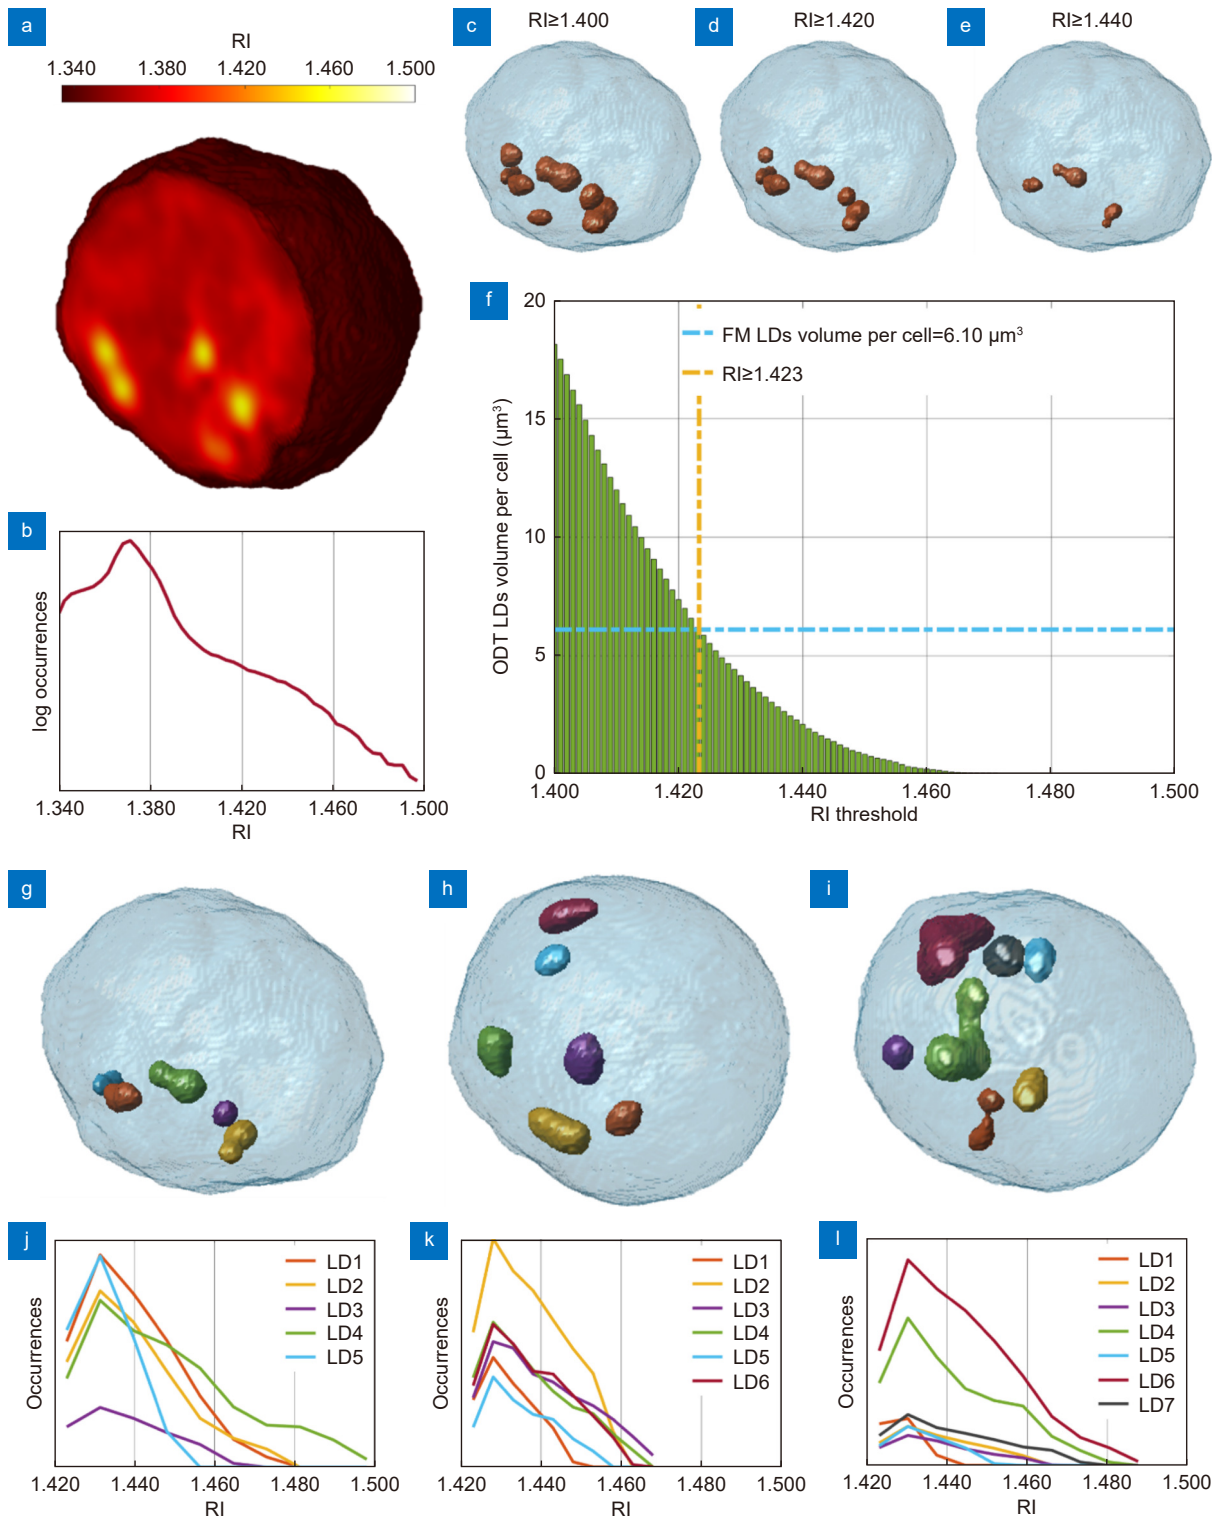 a
RI
1.340 1.380 1.420 1.460 1.500
b
log occurrences
1.340 1.380 1.420 1.460 1.500
RI
c
RI≥1.400
d
RI≥1.420
e
RI≥1.440
f
20
15
10
5
0
ODT LDs volume per cell (μm³)
FM LDs volume per cell=6.10 μm³
RI≥1.423
1.400 1.420 1.440 1.460 1.480 1.500
RI threshold
g
h
i
j
Occurrences
LD1
LD2
LD3
LD4
LD5
1.420 1.440 1.460 1.480 1.500
RI
k
Occurrences
LD1
LD2
LD3
LD4
LD5
LD6
1.420 1.440 1.460 1.480 1.500
RI
l
Occurrences
LD1
LD2
LD3
LD4
LD5
LD6
LD7
1.420 1.440 1.460 1.480 1.500
RI